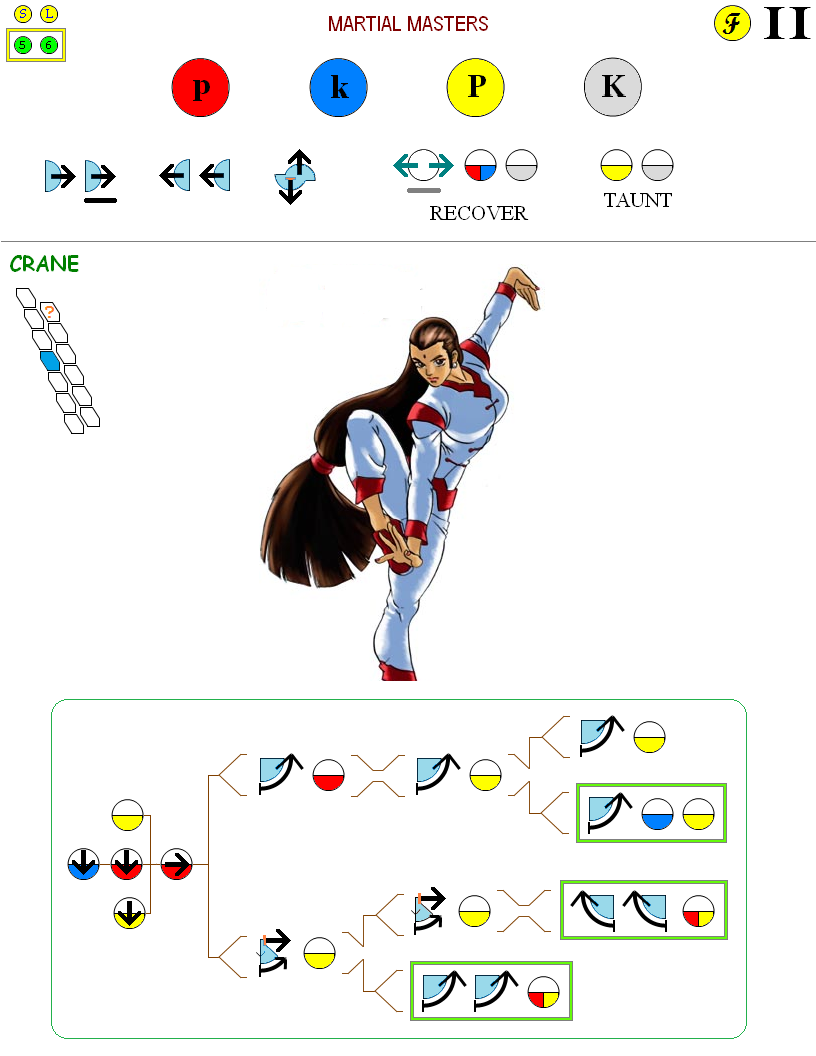 S L
MARTIAL MASTERS
F II
5 6
p k P K
RECOVER
TAUNT
CRANE
?